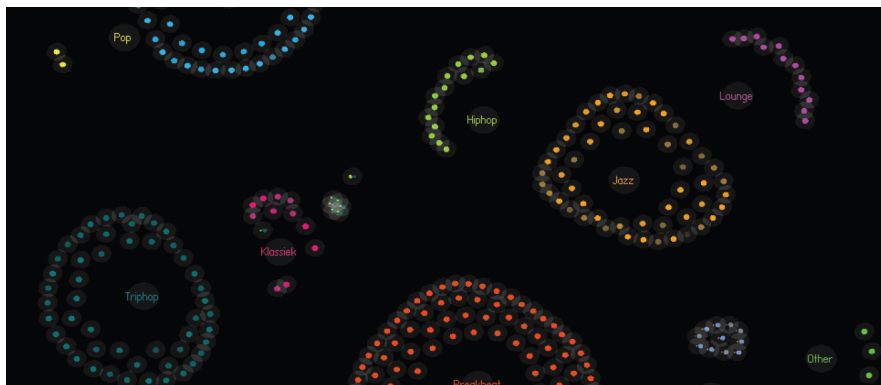 Pop
Hiphop
Lounge
Jazz
Klassiek
Triphop
Other
Breakbeat